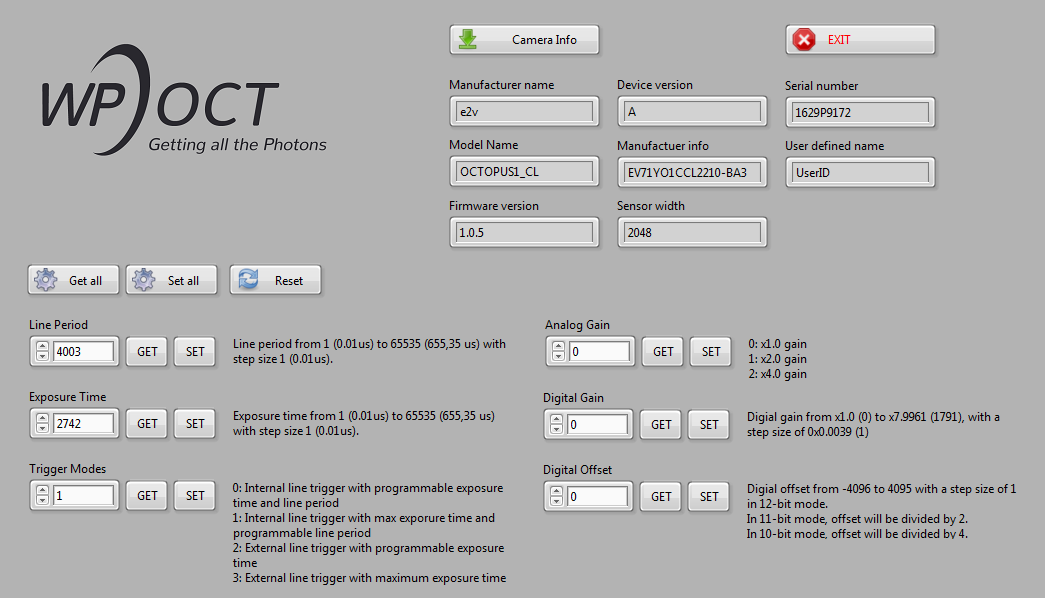 WP OCT
Getting all the Photons
Camera Info
EXIT
Manufacturer name
Device version
Serial number
e2v
A
1629P9172
Model Name
Manufactuer info
User defined name
OCTOPUS1_CL
EV71YO1CCL2210-BA3
UserID
Firmware version
Sensor width
1.0.5
2048
Get all
Set all
Reset
Line Period
4003
GET
SET
Line period from 1 (0.01us) to 65535 (655,35 us) with
step size 1 (0.01us).
Exposure Time
2742
GET
SET
Exposure time from 1 (0.01us) to 65535 (655,35 us)
with step size 1 (0.01us).
Trigger Modes
1
GET
SET
0: Internal line trigger with programmable exposure
time and line period
1: Internal line trigger with max exporure time and
programmable line period
2: External line trigger with programmable exposure
time
3: External line trigger with maximum exposure time
Analog Gain
0
GET
SET
0: x1.0 gain
1: x2.0 gain
2: x4.0 gain
Digital Gain
0
GET
SET
Digial gain from x1.0 (0) to x7.9961 (1791), with a
step size of 0x0.0039 (1)
Digital Offset
0
GET
SET
Digial offset from -4096 to 4095 with a step size of 1
in 12-bit mode.
In 11-bit mode, offset will be divided by 2.
In 10-bit mode, offset will be divided by 4.